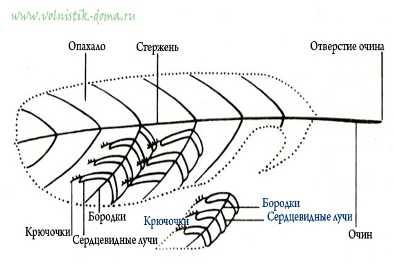 www.volnistik-doma.ru
Опахало
Стержень
Отверстие очина
Бородки
Крючочки
Сердцевидные лучи
Бородки
Крючочки
Сердцевидные лучи
Очин